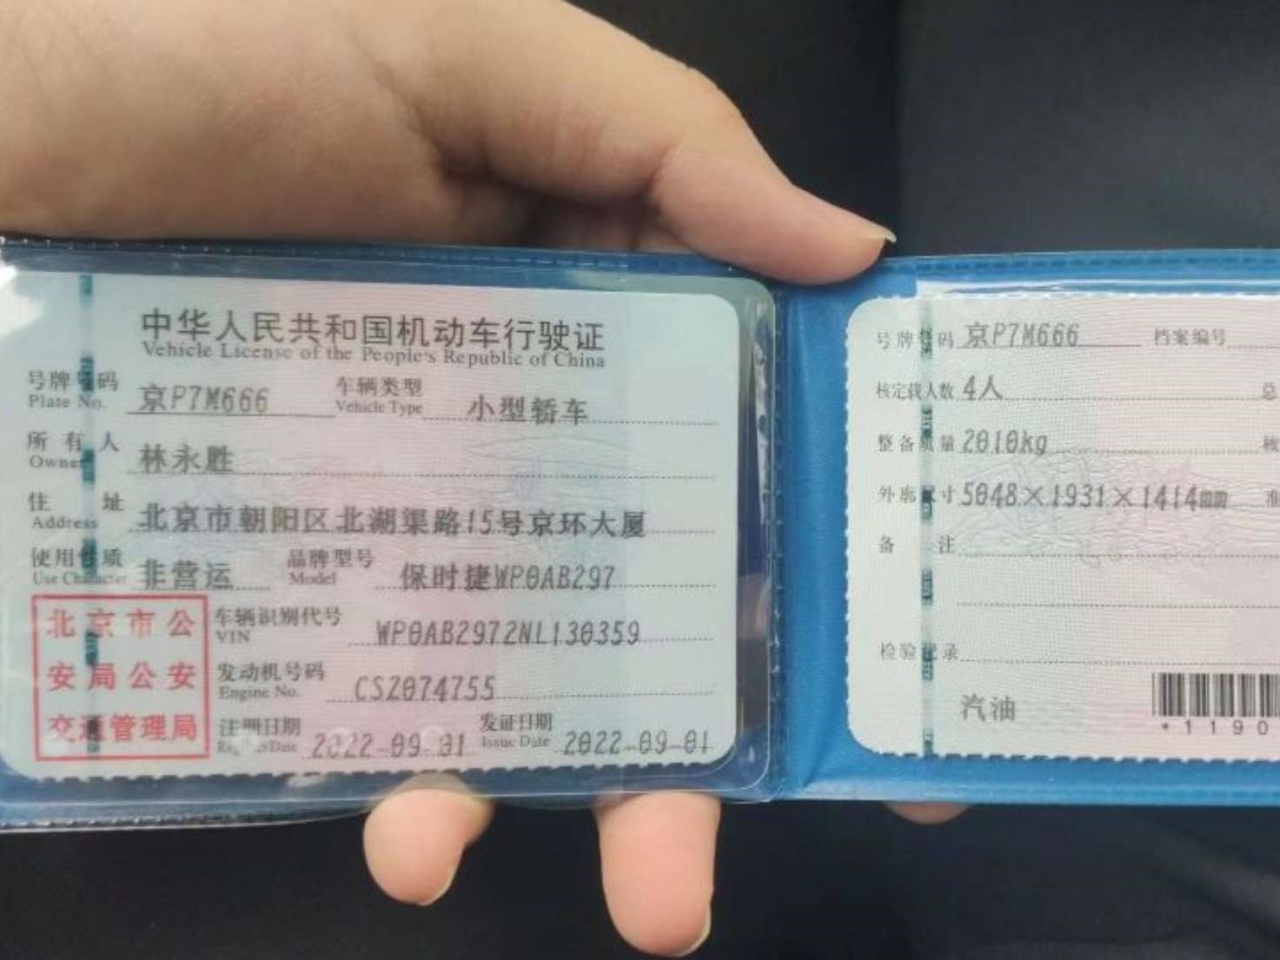 中华人民共和国机动车行驶证
Vehicle License of the People's Republic of China
号牌号码 京P7M666 车辆类型 小型轿车
Plate No. Vehicle Type
所有人 林永胜
Owner
住址 北京市朝阳区北湖渠路15号京环大厦
Address
使用性质 非营运 品牌型号 保时捷WP0AB297
Use Character Model
北京市公安局公安交通管理局
车辆识别代号 WP0AB2972NL130359
VIN
发动机号码 CSZ074755
Engine No.
注册日期 2022-09-01 发证日期 2022-09-01
Register Date Issue Date
号牌号码 京P7M666 档案编号
核定载人数 4人 总
整备质量 2010kg 核
外廓尺寸 5048×1931×1414mm 准
备注
检验记录
汽油
*1190